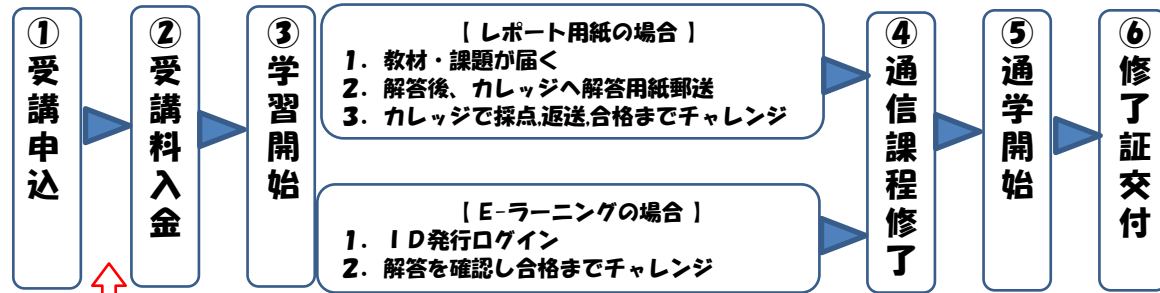 ①受講申込
②受講料入金
③学習開始
【 レポート用紙の場合 】
1. 教材・課題が届く
2. 解答後、カレッジへ解答用紙郵送
3. カレッジで採点,返送,合格までチャレンジ
【 E-ラーニングの場合 】
1. ID発行ログイン
2. 解答を確認し合格までチャレンジ
④通信課程修了
⑤通学開始
⑥修了証交付